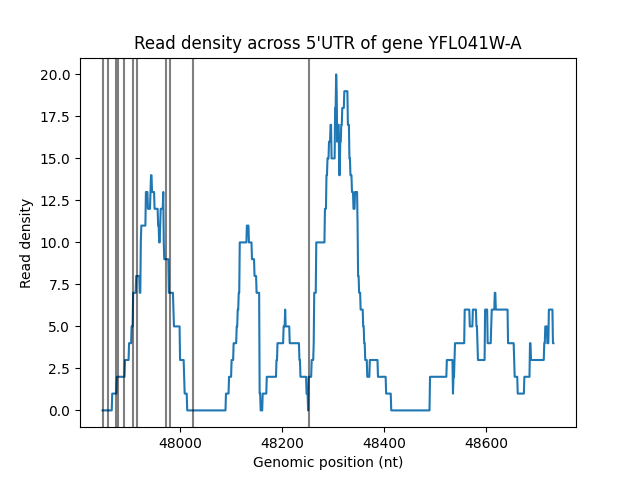 Read density across 5'UTR of gene YFL041W-A
20.0
17.5
15.0
12.5
10.0
7.5
5.0
2.5
0.0
Read density
48000 48200 48400 48600
Genomic position (nt)